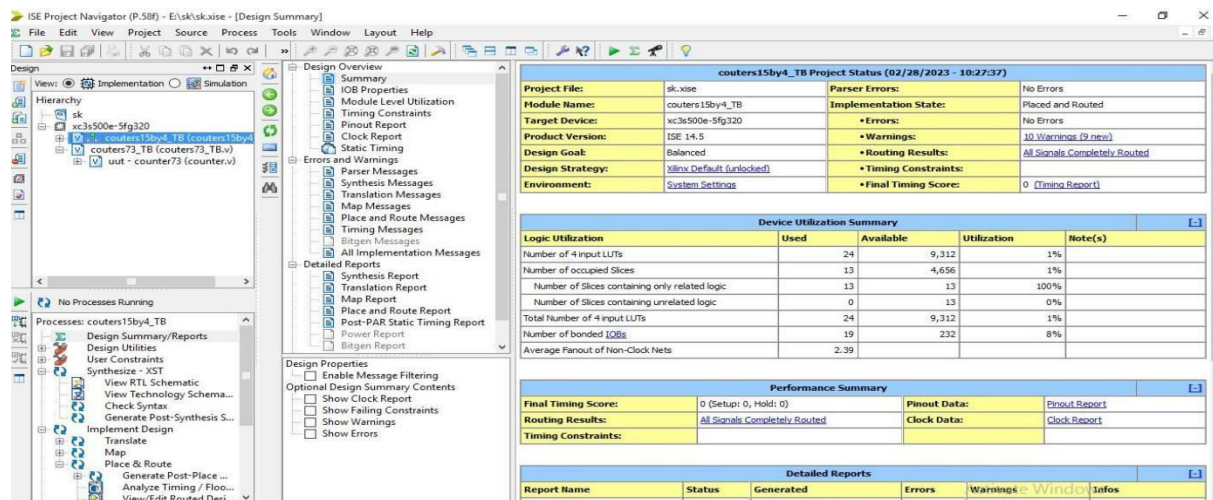 ISE Project Navigator (P.58f) - E:\sk\sk.xise - [Design Summary]
File Edit View Project Source Process Tools Window Layout Help
Design
View: Implementation Simulation
Hierarchy
sk
xc3s500e-5fg320
couters15by4_TB (couters15by4
couters73_TB (couters73_TB.v)
uut - counter73 (counter.v)
No Processes Running
Processes: couters15by4_TB
Design Summary/Reports
Design Utilities
User Constraints
Synthesize - XST
View RTL Schematic
View Technology Schema...
Check Syntax
Generate Post-Synthesis S...
Implement Design
Translate
Map
Place & Route
Generate Post-Place ...
Analyze Timing / Floo...
View/Edit Routed Desi...
Design Overview
Summary
IOB Properties
Module Level Utilization
Timing Constraints
Pinout Report
Clock Report
Static Timing
Errors and Warnings
Parser Messages
Synthesis Messages
Translation Messages
Map Messages
Place and Route Messages
Timing Messages
Bitgen Messages
All Implementation Messages
Detailed Reports
Synthesis Report
Translation Report
Map Report
Place and Route Report
Post-PAR Static Timing Report
Power Report
Bitgen Report
Design Properties
Enable Message Filtering
Optional Design Summary Contents
Show Clock Report
Show Failing Constraints
Show Warnings
Show Errors
couters15by4_TB Project Status (02/28/2023 - 10:27:37)
Project File: sk.xise Parser Errors: No Errors
Module Name: couters15by4_TB Implementation State: Placed and Routed
Target Device: xc3s500e-5fg320 •Errors: No Errors
Product Version: ISE 14.5 •Warnings: 10 Warnings (9 new)
Design Goal: Balanced •Routing Results: All Signals Completely Routed
Design Strategy: Xilinx Default (unlocked) •Timing Constraints:
Environment: System Settings •Final Timing Score: 0 (Timing Report)
Device Utilization Summary [-]
Logic Utilization Used Available Utilization Note(s)
Number of 4 input LUTs 24 9,312 1%
Number of occupied Slices 13 4,656 1%
Number of Slices containing only related logic 13 13 100%
Number of Slices containing unrelated logic 0 13 0%
Total Number of 4 input LUTs 24 9,312 1%
Number of bonded IOBs 19 232 8%
Average Fanout of Non-Clock Nets 2.39
Performance Summary [-]
Final Timing Score: 0 (Setup: 0, Hold: 0) Pinout Data: Pinout Report
Routing Results: All Signals Completely Routed Clock Data: Clock Report
Timing Constraints:
Detailed Reports [-]
Report Name Status Generated Errors Warnings Infos